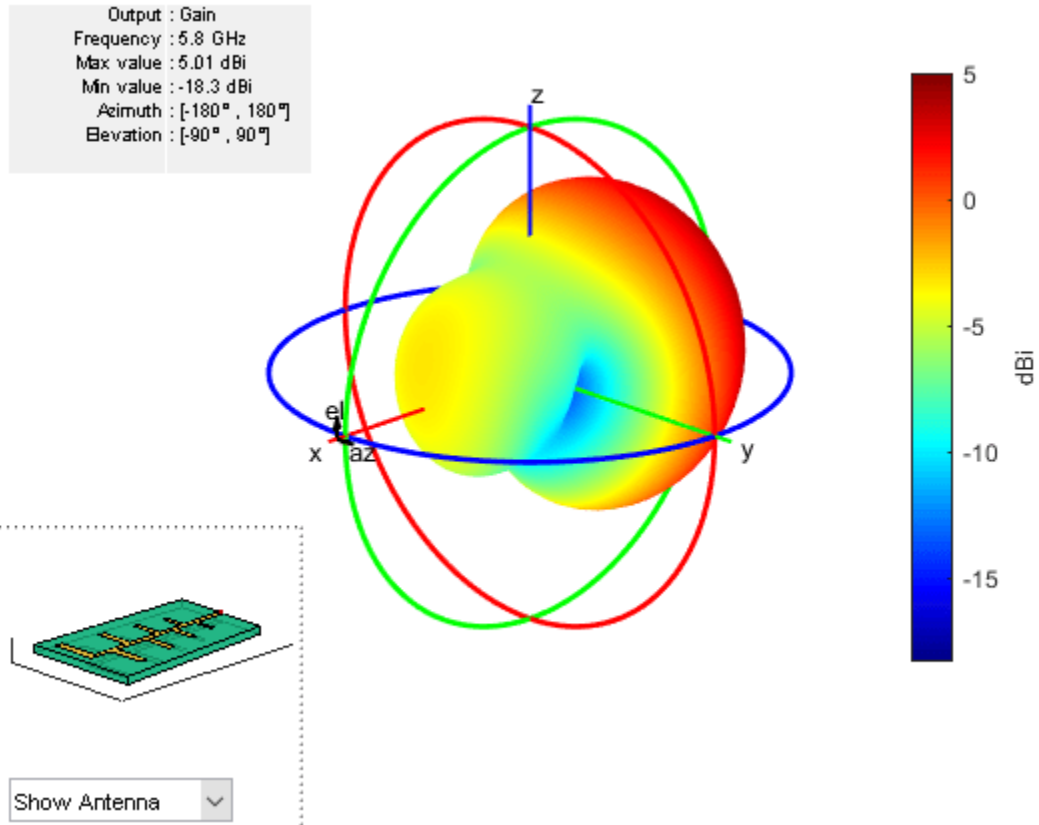 Output : Gain
Frequency : 5.8 GHz
Max value : 5.01 dBi
Min value : -18.3 dBi
Azimuth : [-180° , 180°]
Elevation : [-90° , 90°]
z
el
x
az
y
5
0
-5
-10
-15
dBi
Show Antenna